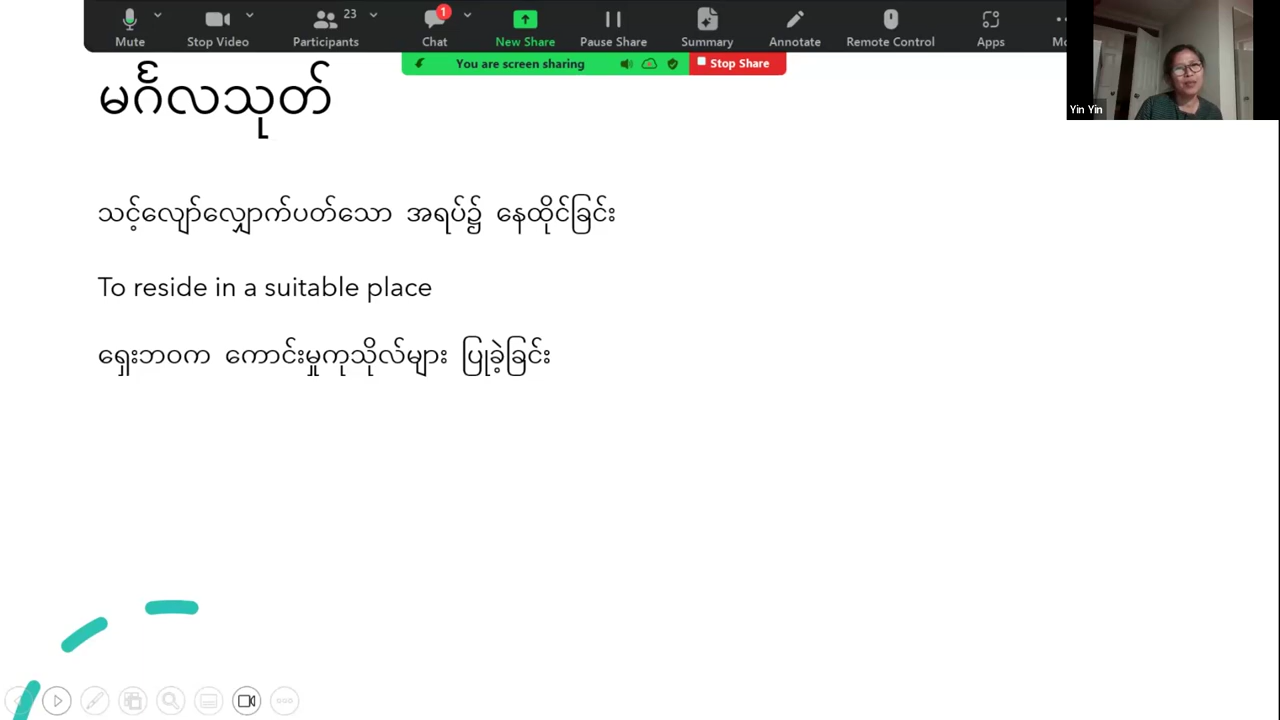 Mute
Stop Video
Participants
23
Chat
1
New Share
Pause Share
Summary
Annotate
Remote Control
Apps
You are screen sharing
Stop Share
Yin Yin
မင်္ဂလသုတ်
သင့်လျော်လျှောက်ပတ်သော အရပ်၌ နေထိုင်ခြင်း
To reside in a suitable place
ရှေးဘဝက ကောင်းမှုကုသိုလ်များ ပြုခဲ့ခြင်း